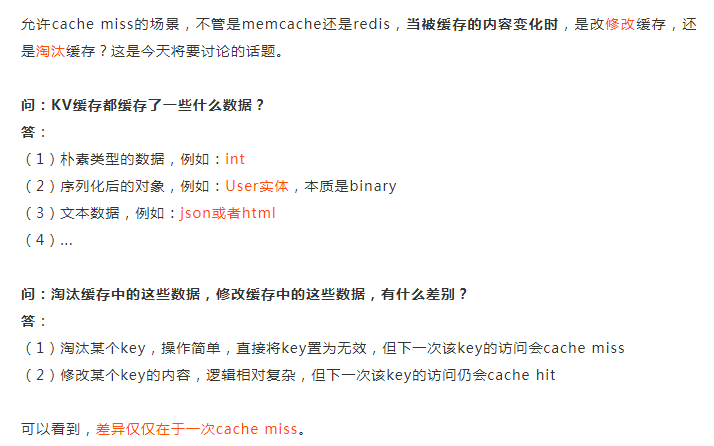 允许cache miss的场景，不管是memcache还是redis，当被缓存的内容变化时，是改修改缓存，还
是淘汰缓存？这是今天将要讨论的话题。
问：KV缓存都缓存了一些什么数据？
答：
（1）朴素类型的数据，例如：int
（2）序列化后的对象，例如：User实体，本质是binary
（3）文本数据，例如：json或者html
（4）...
问：淘汰缓存中的这些数据，修改缓存中的这些数据，有什么差别？
答：
（1）淘汰某个key，操作简单，直接将key置为无效，但下一次该key的访问会cache miss
（2）修改某个key的内容，逻辑相对复杂，但下一次该key的访问仍会cache hit
可以看到，差异仅仅在于一次cache miss。